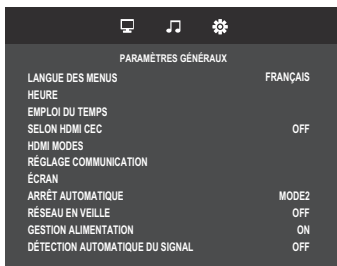 PARAMÈTRES GÉNÉRAUX
LANGUE DES MENUS FRANÇAIS
HEURE
EMPLOI DU TEMPS
SELON HDMI CEC OFF
HDMI MODES
RÉGLAGE COMMUNICATION
ÉCRAN
ARRÊT AUTOMATIQUE MODE2
RÉSEAU EN VEILLE OFF
GESTION ALIMENTATION ON
DÉTECTION AUTOMATIQUE DU SIGNAL OFF